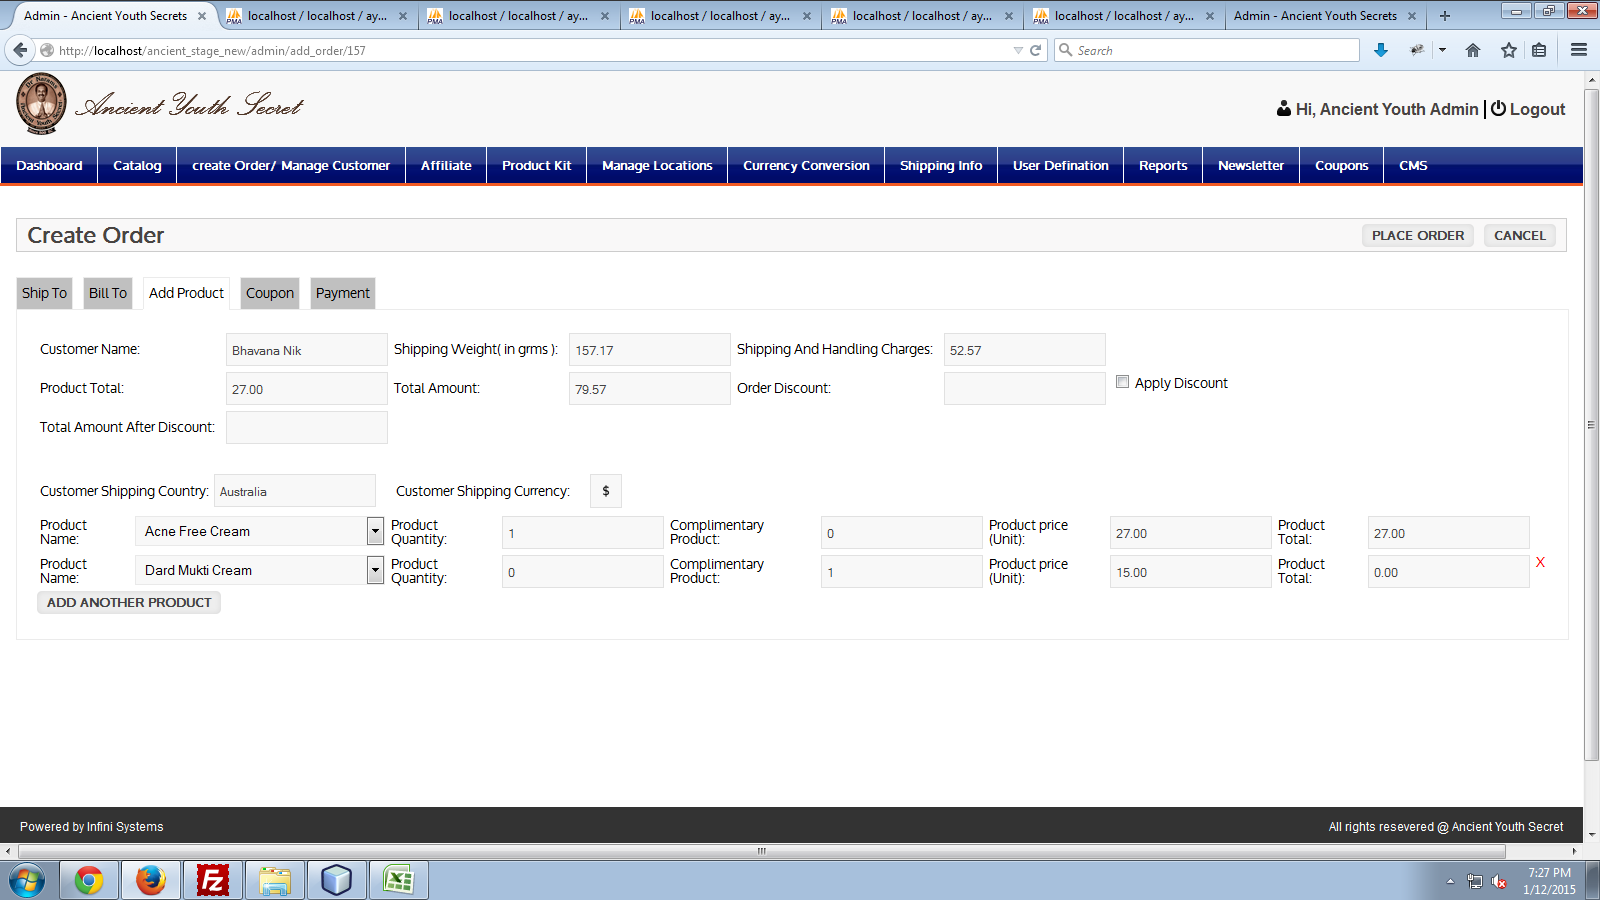 Admin - Ancient Youth Secrets
localhost / localhost / ay...
localhost / localhost / ay...
localhost / localhost / ay...
localhost / localhost / ay...
localhost / localhost / ay...
Admin - Ancient Youth Secrets
http://localhost/ancient_stage_new/admin/add_order/157
Search
Ancient Youth Secret
Hi, Ancient Youth Admin | Logout
Dashboard
Catalog
create Order/ Manage Customer
Affiliate
Product Kit
Manage Locations
Currency Conversion
Shipping Info
User Defination
Reports
Newsletter
Coupons
CMS
Create Order
PLACE ORDER
CANCEL
Ship To
Bill To
Add Product
Coupon
Payment
Customer Name: Bhavana Nik Shipping Weight( in grms ): 157.17 Shipping And Handling Charges: 52.57
Product Total: 27.00 Total Amount: 79.57 Order Discount: Apply Discount
Total Amount After Discount:
Customer Shipping Country: Australia Customer Shipping Currency: $
Product Name: Acne Free Cream Product Quantity: 1 Complimentary Product: 0 Product price (Unit): 27.00 Product Total: 27.00
Product Name: Dard Mukti Cream Product Quantity: 0 Complimentary Product: 1 Product price (Unit): 15.00 Product Total: 0.00 X
ADD ANOTHER PRODUCT
Powered by Infini Systems
All rights resevered @ Ancient Youth Secret
7:27 PM
1/12/2015